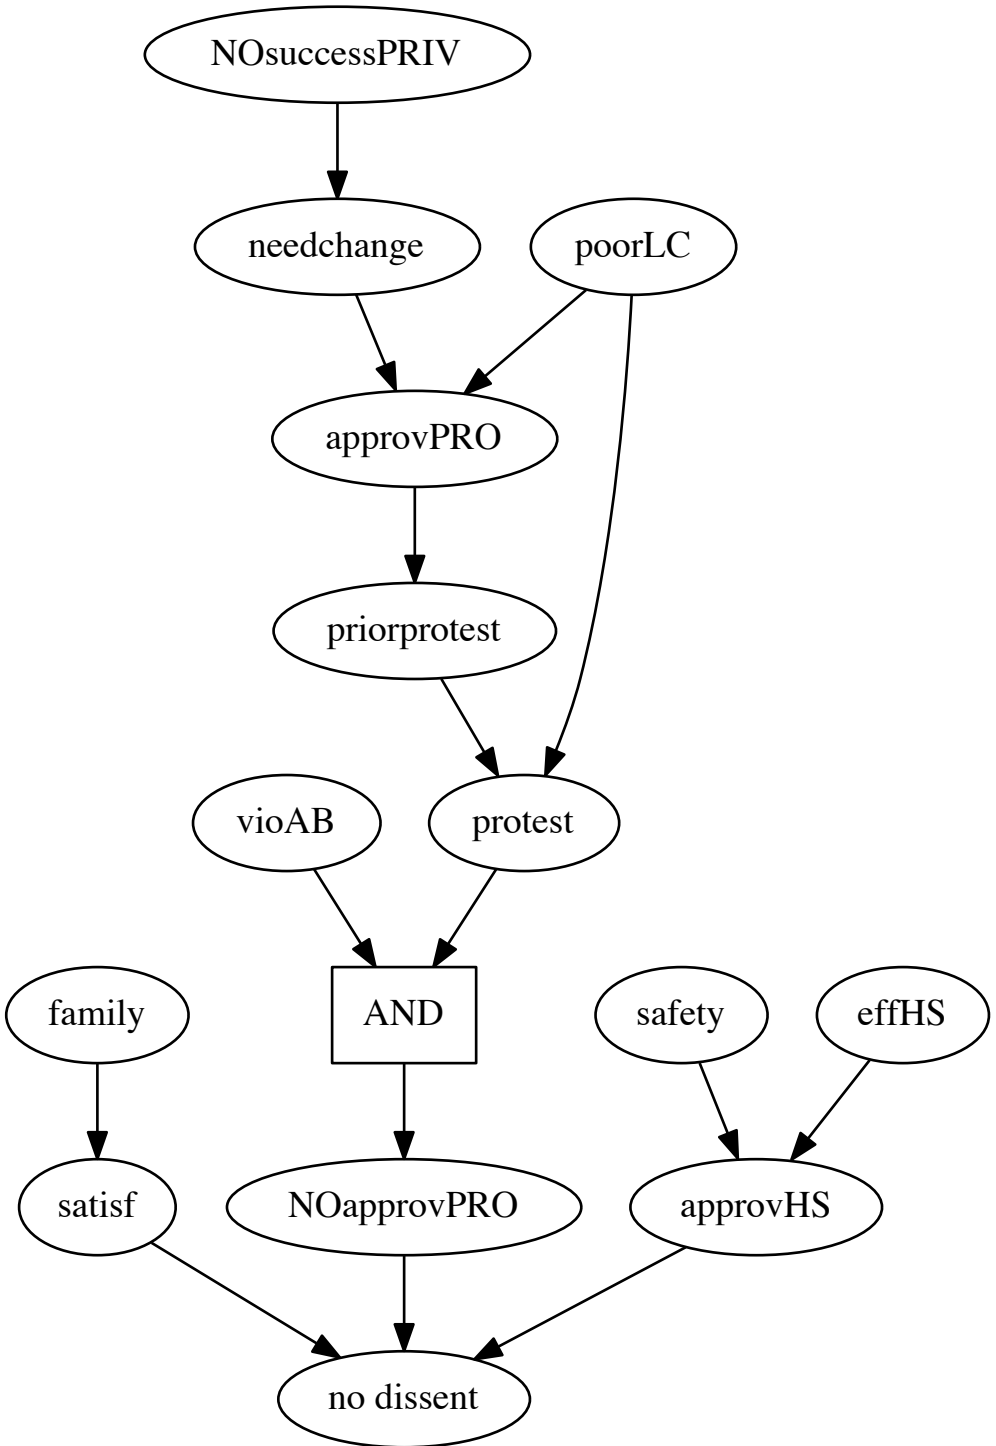 NOsuccessPRIV
needchange
poorLC
approvPRO
priorprotest
vioAB
protest
family
AND
safety
effHS
satisf
NOapprovPRO
approvHS
no dissent